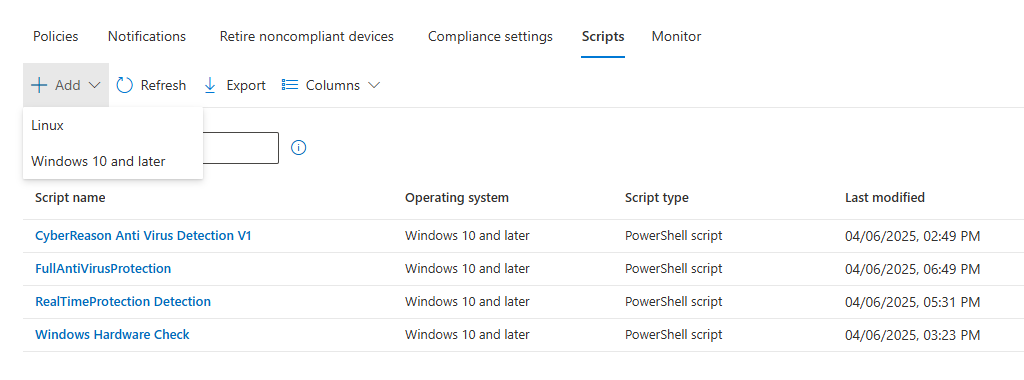 Policies Notifications Retire noncompliant devices Compliance settings Scripts Monitor
Add Refresh Export Columns
Linux
Windows 10 and later
Script name Operating system Script type Last modified
CyberReason Anti Virus Detection V1 Windows 10 and later PowerShell script 04/06/2025, 02:49 PM
FullAntiVirusProtection Windows 10 and later PowerShell script 04/06/2025, 06:49 PM
RealTimeProtection Detection Windows 10 and later PowerShell script 04/06/2025, 05:31 PM
Windows Hardware Check Windows 10 and later PowerShell script 04/06/2025, 03:23 PM